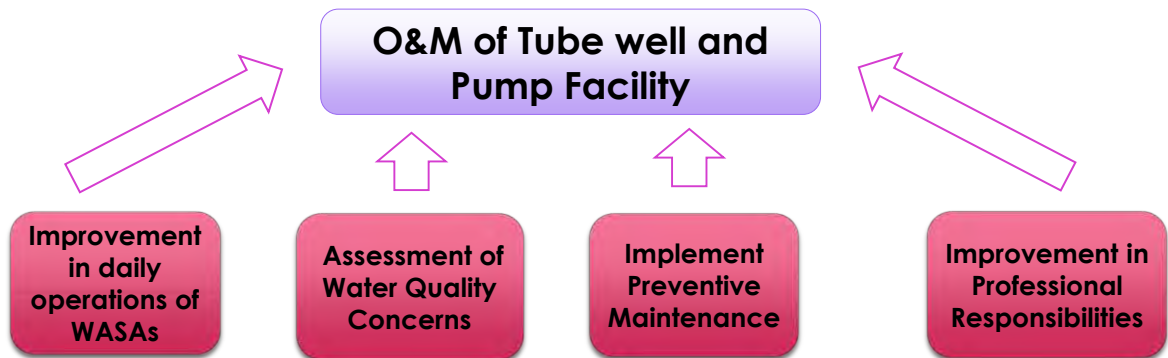 O&M of Tube well and
Pump Facility
Improvement
in daily
operations of
WASAs
Assessment of
Water Quality
Concerns
Implement
Preventive
Maintenance
Improvement in
Professional
Responsibilities